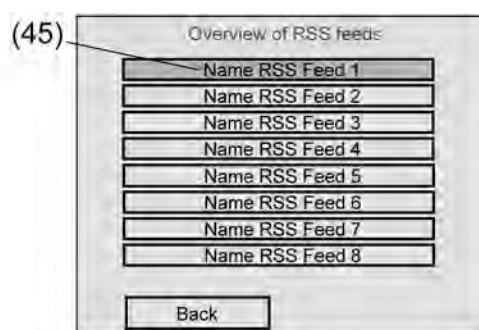 Overview of RSS feeds
(45)
Name RSS Feed 1
Name RSS Feed 2
Name RSS Feed 3
Name RSS Feed 4
Name RSS Feed 5
Name RSS Feed 6
Name RSS Feed 7
Name RSS Feed 8
Back